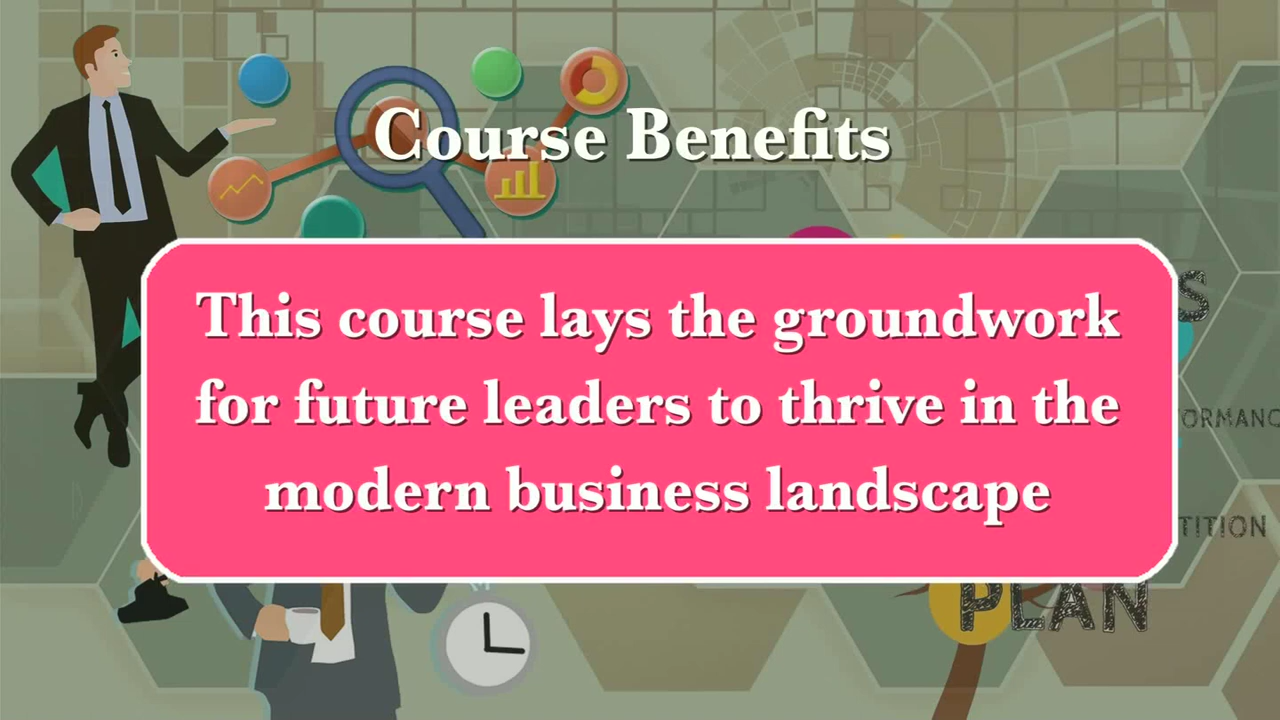 Course Benefits
This course lays the groundwork
for future leaders to thrive in the
modern business landscape
PLAN